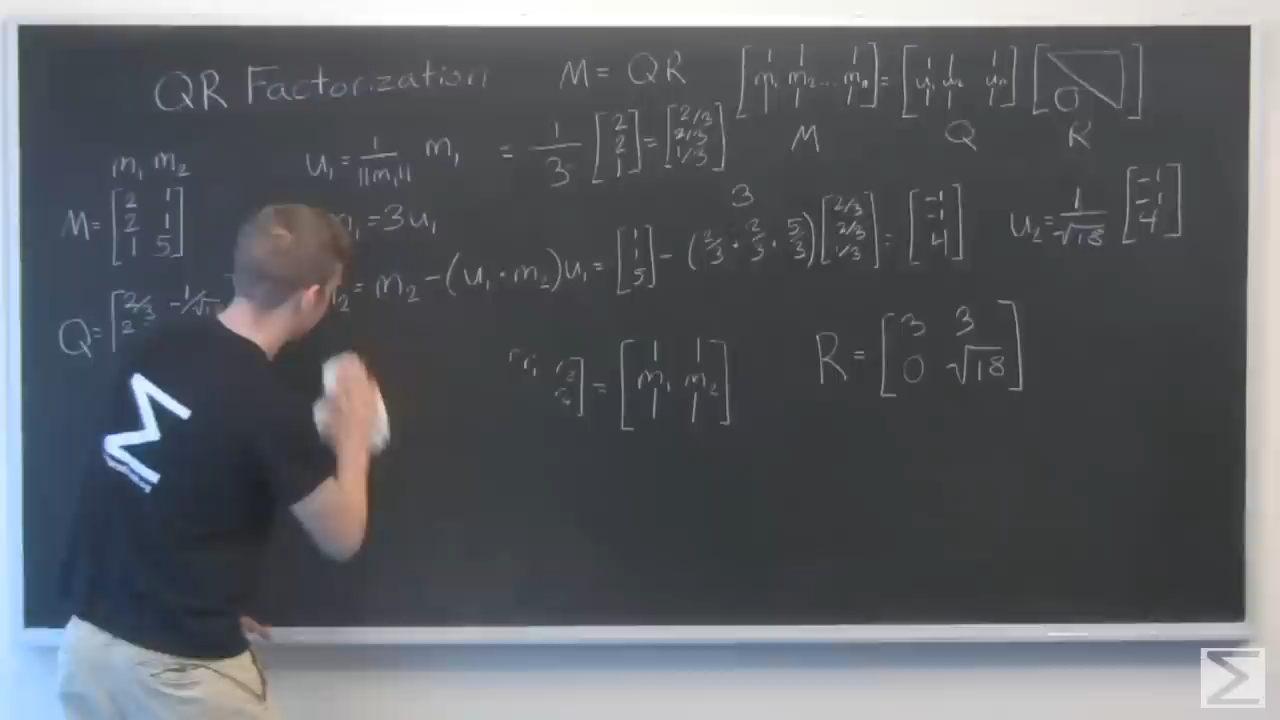 QR Factorization M = QR [m₁ m₂ ... mₙ] = [u₁ u₂ uₙ] [0]
M Q R
m₁ m₂
u₁ = 1/||m₁|| m₁ = 1/3 [2 2 1] = [2/3 2/3 1/3]
M = [2 1; 2 1; 1 5]
= 3u₁
₂ = m₂ - (u₁ · m₂)u₁ = [1 1 5] - (2/3 + 2/3 + 5/3) [2/3 2/3 1/3] = [-1 -1 4]
3
u₂ = 1/√18 [-1 -1 4]
Q = [2/3 -1/√1
2
= [m₁ m₂]
R = [3 3; 0 √18]
Σ